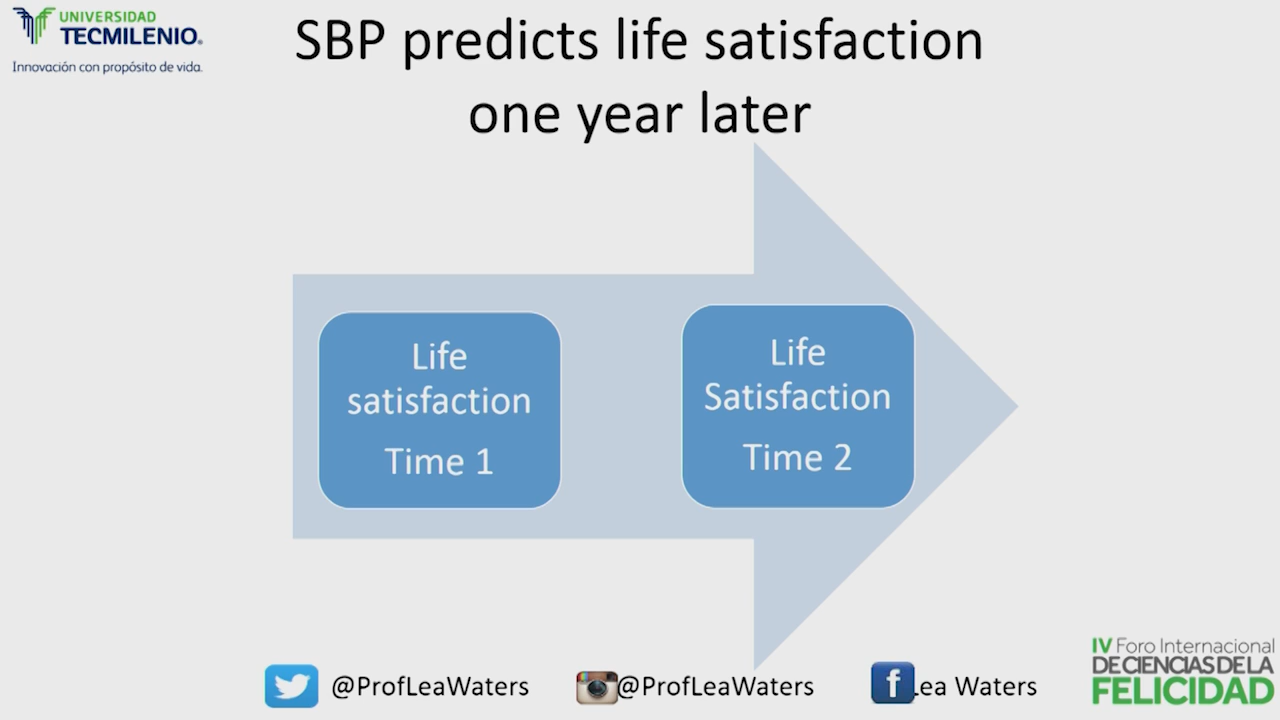 UNIVERSIDAD
TECMILENIO.
Innovación con propósito de vida.
SBP predicts life satisfaction
one year later
Life
satisfaction
Time 1
Life
Satisfaction
Time 2
@ProfLeaWaters
@ProfLeaWaters
f Lea Waters
IV Foro Internacional
DE CIENCIAS DE LA
FELICIDAD